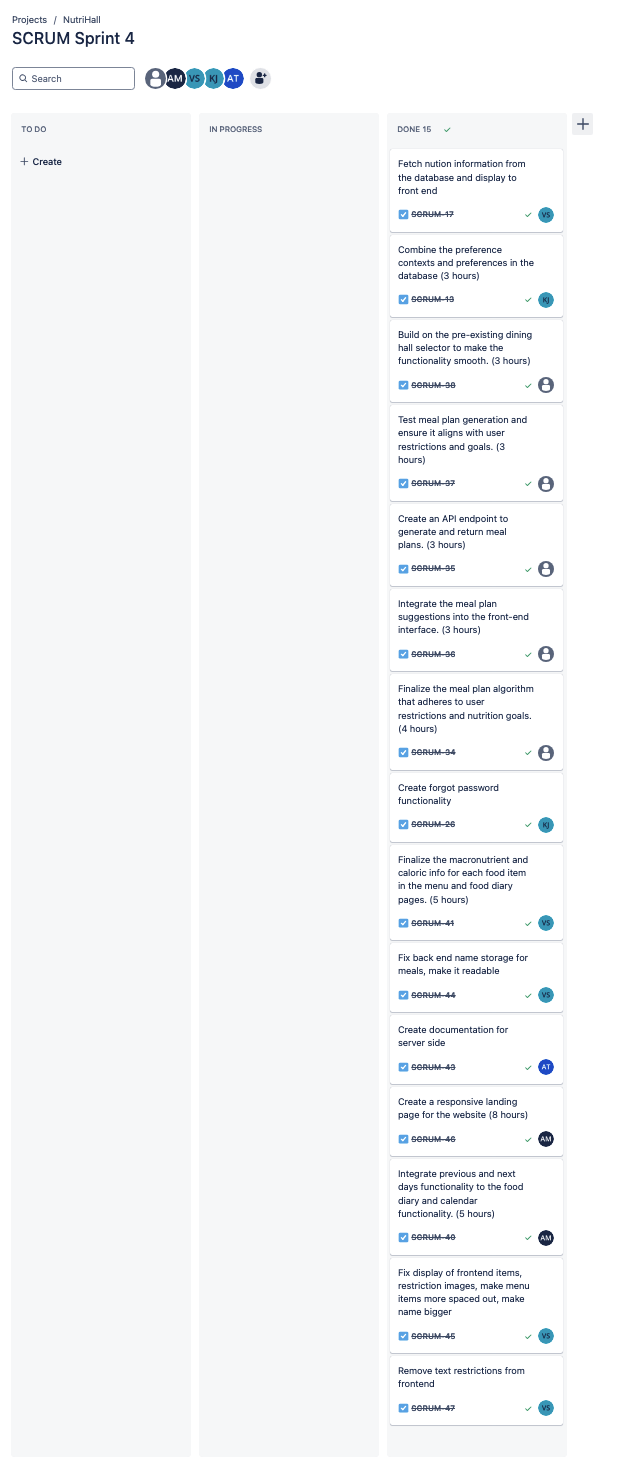 Projects / NutriHall
SCRUM Sprint 4
Search
AM VS KJ AT
TO DO
IN PROGRESS
DONE 15
Create
Fetch nution information from
the database and display to
front end
SCRUM-17
VS
Combine the preference
contexts and preferences in the
database (3 hours)
SCRUM-13
KJ
Build on the pre-existing dining
hall selector to make the
functionality smooth. (3 hours)
SCRUM-38
Test meal plan generation and
ensure it aligns with user
restrictions and goals. (3
hours)
SCRUM-37
Create an API endpoint to
generate and return meal
plans. (3 hours)
SCRUM-35
Integrate the meal plan
suggestions into the front-end
interface. (3 hours)
SCRUM-36
Finalize the meal plan algorithm
that adheres to user
restrictions and nutrition goals.
(4 hours)
SCRUM-34
Create forgot password
functionality
SCRUM-26
KJ
Finalize the macronutrient and
caloric info for each food item
in the menu and food diary
pages. (5 hours)
SCRUM-41
VS
Fix back end name storage for
meals, make it readable
SCRUM-44
VS
Create documentation for
server side
SCRUM-43
AT
Create a responsive landing
page for the website (8 hours)
SCRUM-46
AM
Integrate previous and next
days functionality to the food
diary and calendar
functionality. (5 hours)
SCRUM-40
AM
Fix display of frontend items,
restriction images, make menu
items more spaced out, make
name bigger
SCRUM-45
VS
Remove text restrictions from
frontend
SCRUM-47
VS